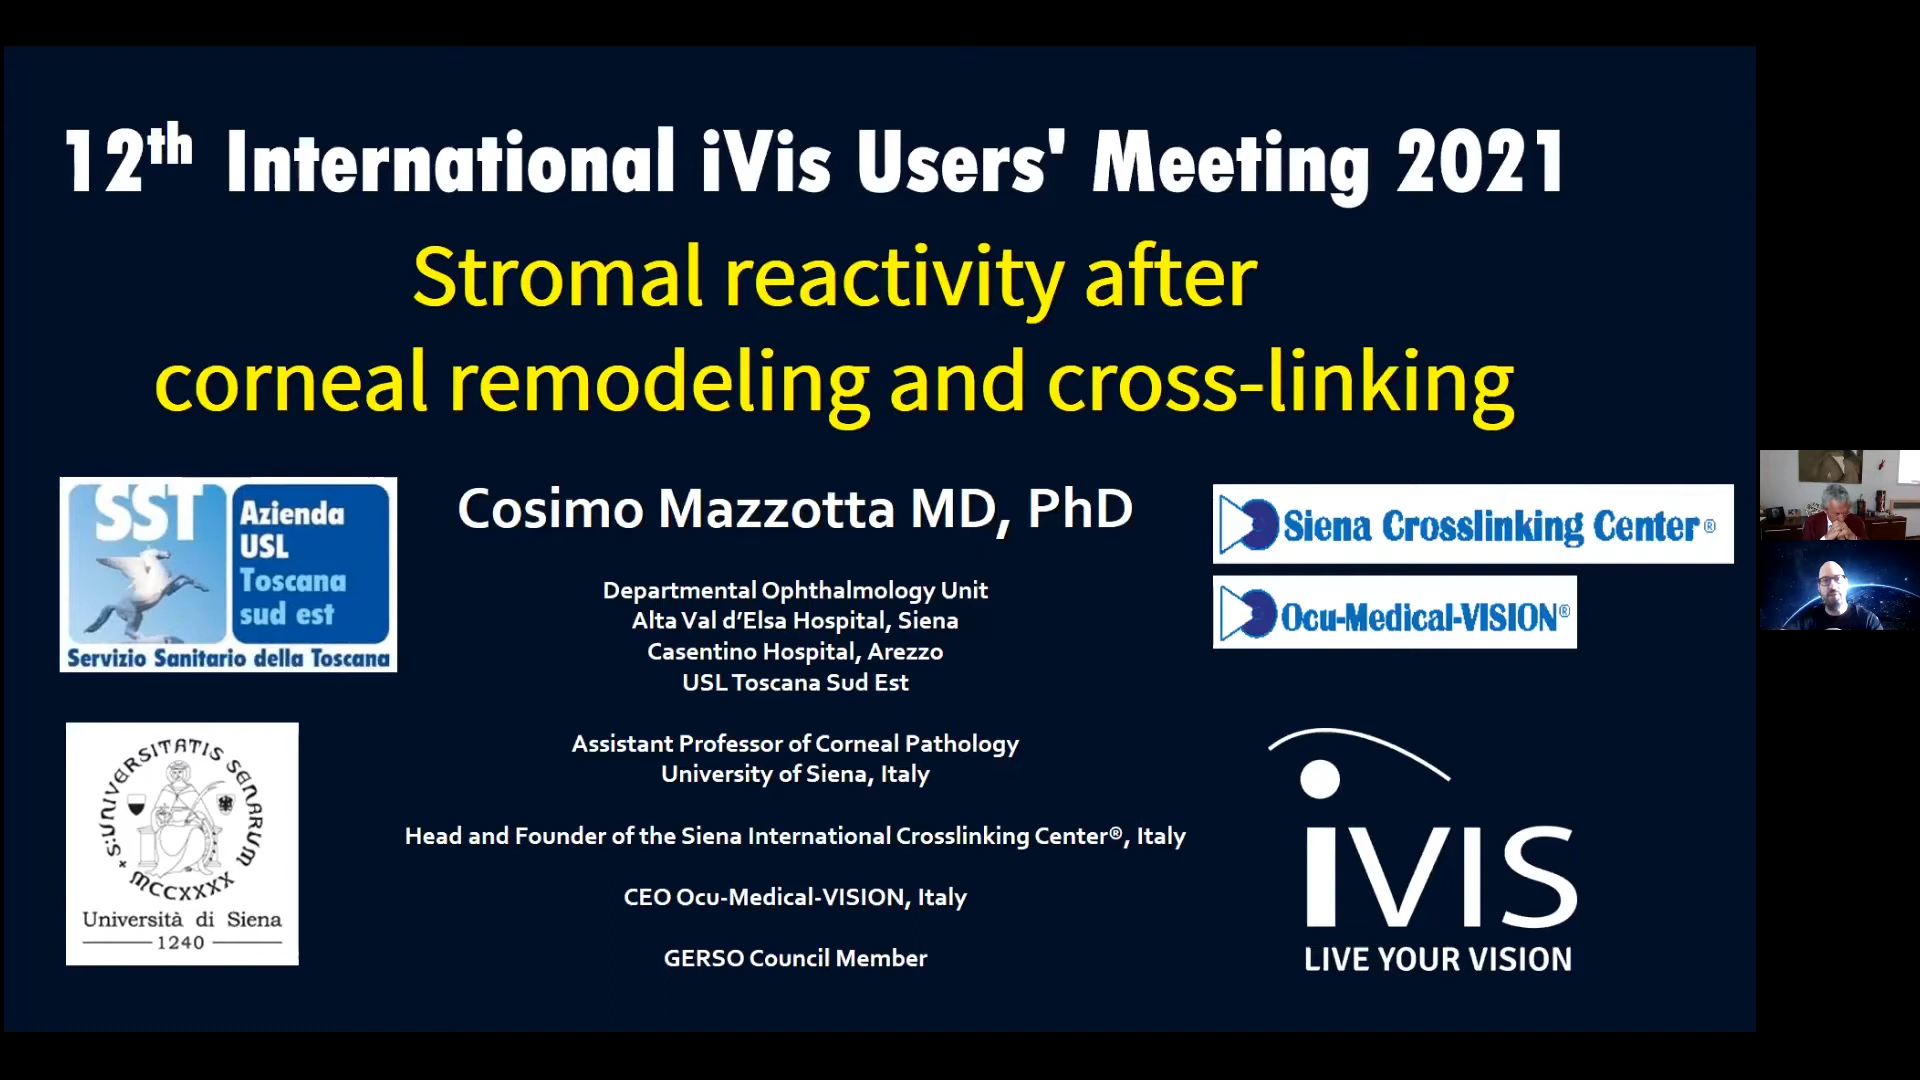 12th International iVis Users' Meeting 2021
Stromal reactivity after
corneal remodeling and cross-linking
SST
Azienda
USL
Toscana
sud est
Servizio Sanitario della Toscana
Cosimo Mazzotta MD, PhD
Departmental Ophthalmology Unit
Alta Val d’Elsa Hospital, Siena
Casentino Hospital, Arezzo
USL Toscana Sud Est
Assistant Professor of Corneal Pathology
University of Siena, Italy
Head and Founder of the Siena International Crosslinking Center®, Italy
CEO Ocu-Medical-VISION, Italy
GERSO Council Member
Siena Crosslinking Center®
Ocu-Medical-VISION®
S:UNIVERSITATIS SENARUM
MCCXXXX
Università di Siena
1240
iVIS
LIVE YOUR VISION